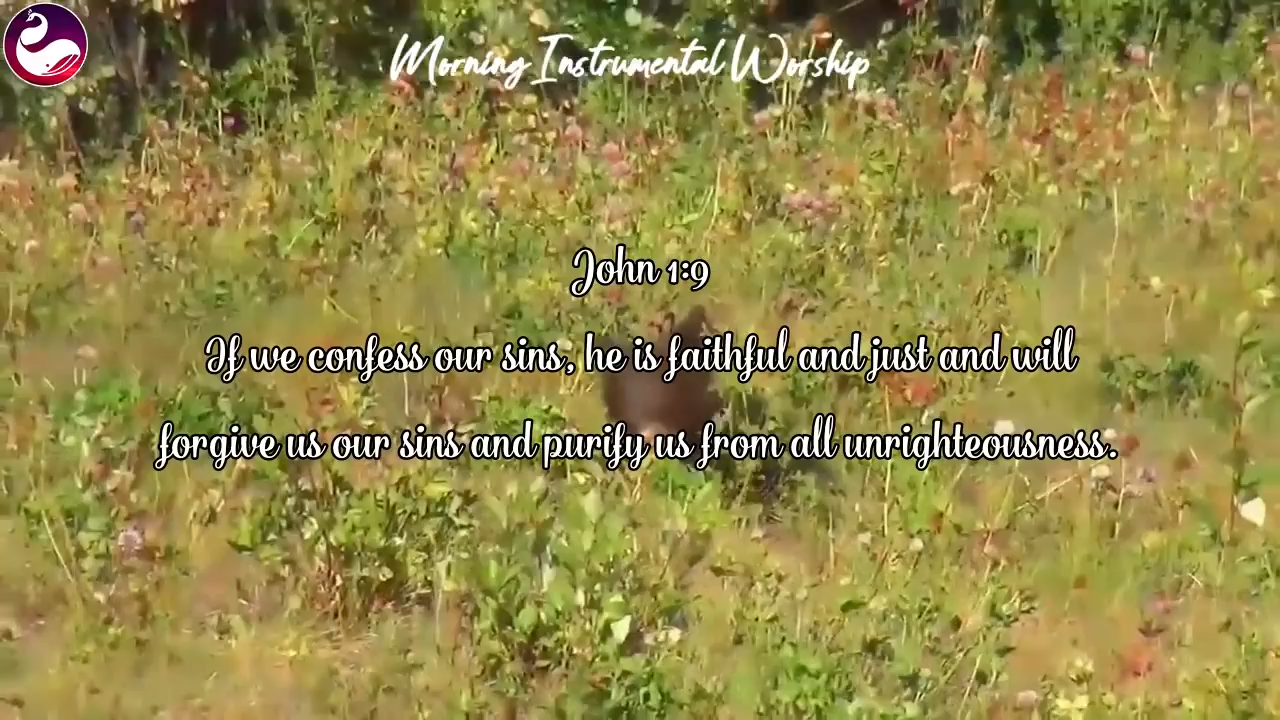 Morning Instrumental Worship
John 1:9
If we confess our sins, he is faithful and just and will
forgive us our sins and purify us from all unrighteousness.